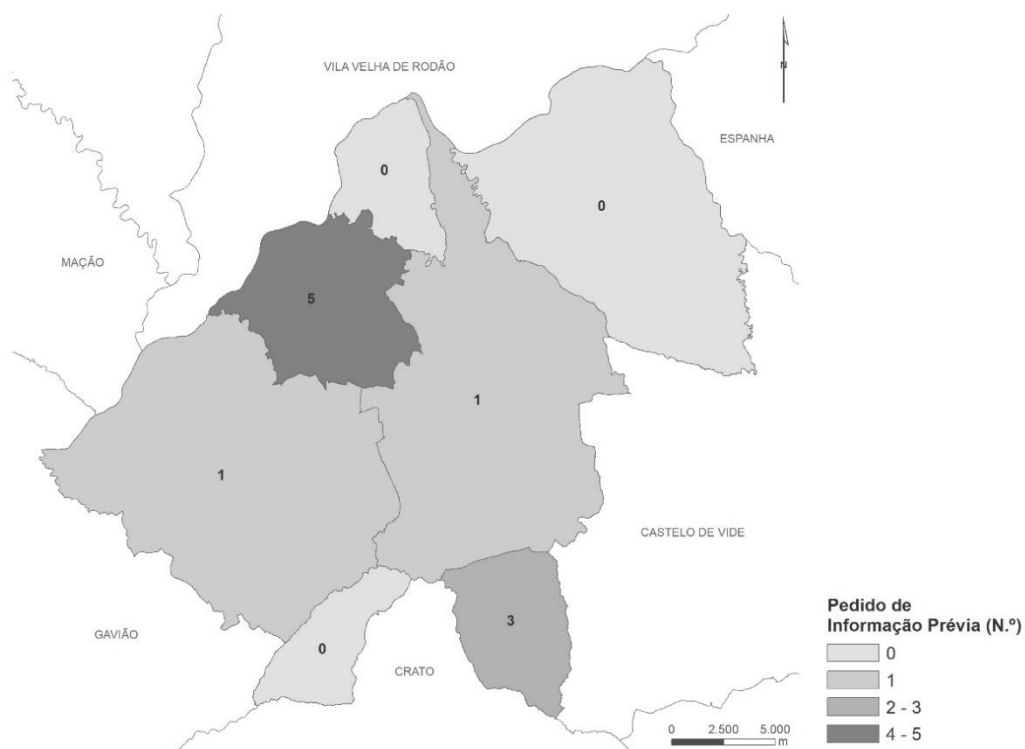 VILA VELHA DE RODÃO
N
ESPANHA
0
0
MAÇÃO
5
1
1
CASTELO DE VIDE
GAVIÃO
0
CRATO
3
Pedido de
Informação Prévia (N.º)
0
1
2 - 3
4 - 5
0 2.500 5.000
m